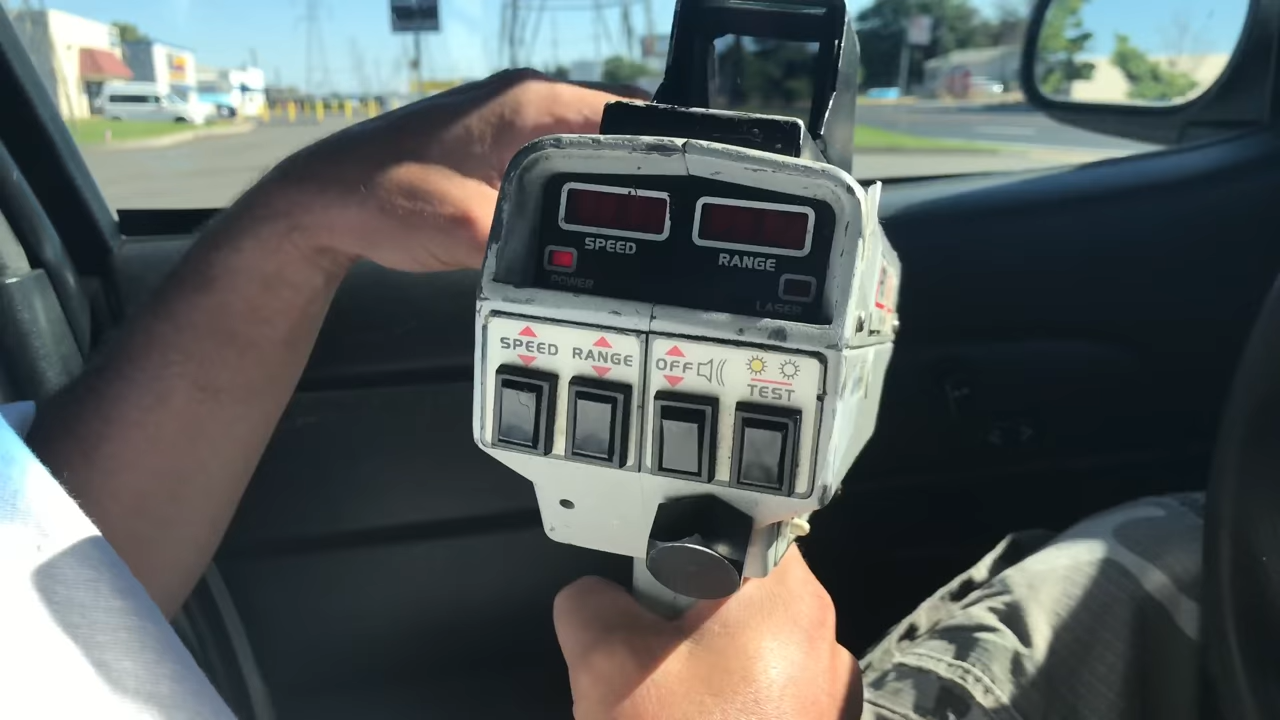 SPEED
RANGE
POWER
LASER
SPEED RANGE
OFF
TEST